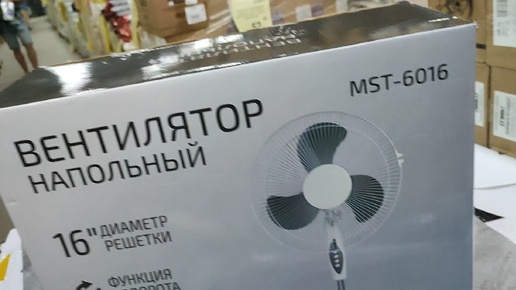 ВЕНТИЛЯТОР
НАПОЛЬНЫЙ
MST-6016
16" ДИАМЕТР
РЕШЕТКИ
ФУНКЦИЯ